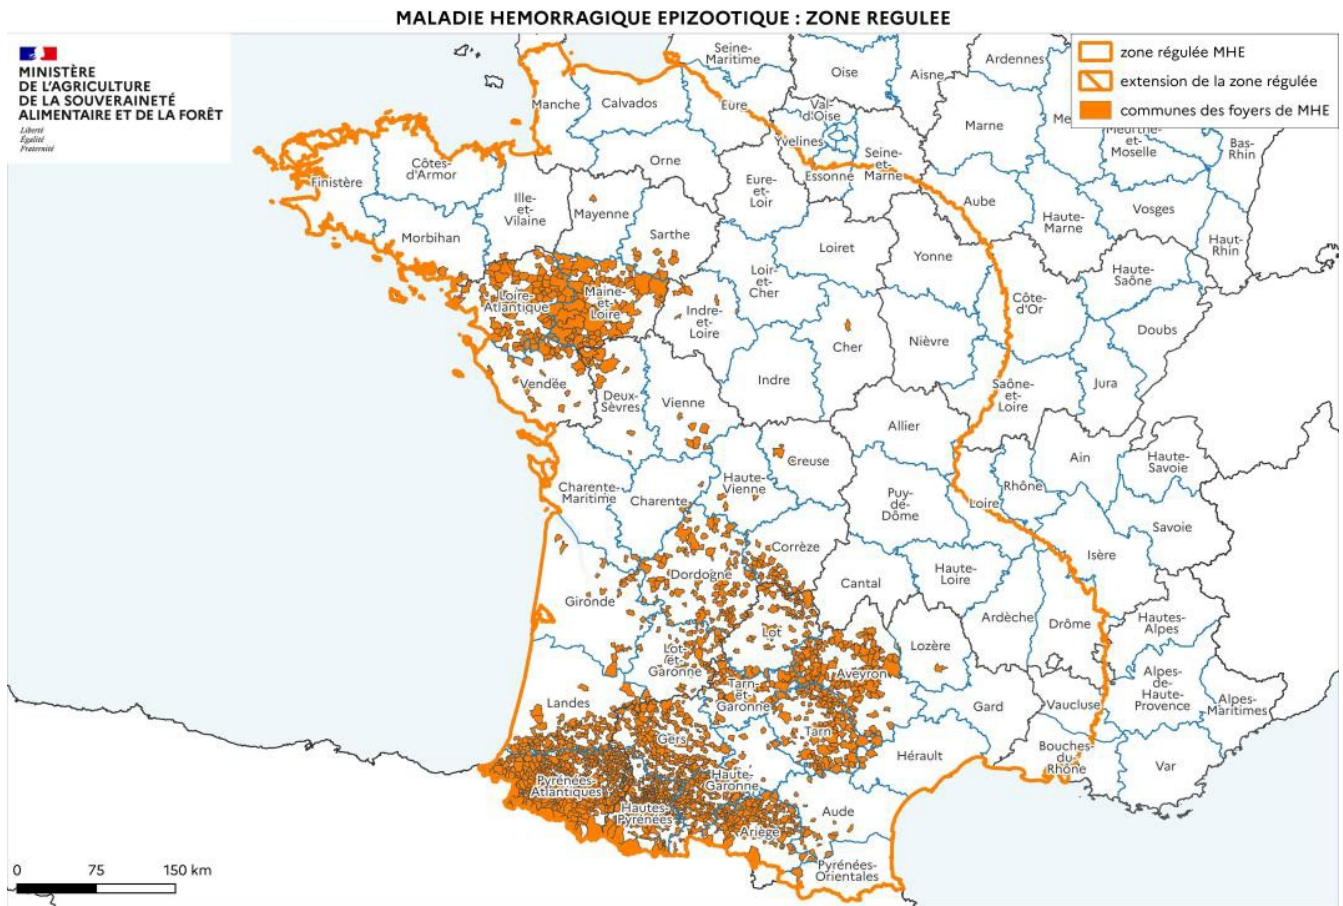 MALADIE HEMORRAGIQUE EPIZOOTIQUE : ZONE REGULEE
MINISTÈRE
DE L'AGRICULTURE
DE LA SOUVERAINETÉ
ALIMENTAIRE ET DE LA FORÊT
Liberté
Égalité
Fraternité
zone régulée MHE
extension de la zone régulée
communes des foyers de MHE
Seine-
Maritime
Oise
Aisne
Ardennes
Manche
Calvados
Eure
Val-
d'Oise
Marne
Me
Meurthe-
et-
Moselle
Bas-
Rhin
Yvelines
Essonne
Seine-
et-
Marne
Orne
Eure-
et-
Loir
Aube
Haute-
Marne
Vosges
Haut-
Rhin
Finistère
Côtes-
d'Armor
Ille-
et-
Vilaine
Mayenne
Sarthe
Morbihan
Loiret
Yonne
Haute-
Saône
Loir-
et-
Cher
Côte-
d'Or
Doubs
Loire-
Atlantique
Maine-
et-
Loire
Indre-
et-
Loire
Cher
Nièvre
Jura
Vendée
Deux-
Sèvres
Vienne
Indre
Saône-
et-
Loire
Allier
Ain
Haute-
Savoie
Charente-
Maritime
Charente
Haute-
Vienne
Creuse
Puy-
de-
Dôme
Loire
Rhône
Savoie
Isère
Corrèze
Dordogne
Cantal
Haute-
Loire
Gironde
Ardèche
Drôme
Hautes-
Alpes
Lot
Lozère
Lot-
et-
Garonne
Aveyron
Alpes-
de-
Haute-
Provence
Alpes-
Maritimes
Landes
Tarn-
et-
Garonne
Gard
Vaucluse
Gers
Tarn
Hérault
Bouches-
du-
Rhône
Var
Pyrénées-
Atlantiques
Haute-
Garonne
Hautes-
Pyrénées
Ariège
Aude
Pyrénées-
Orientales
0 75 150 km